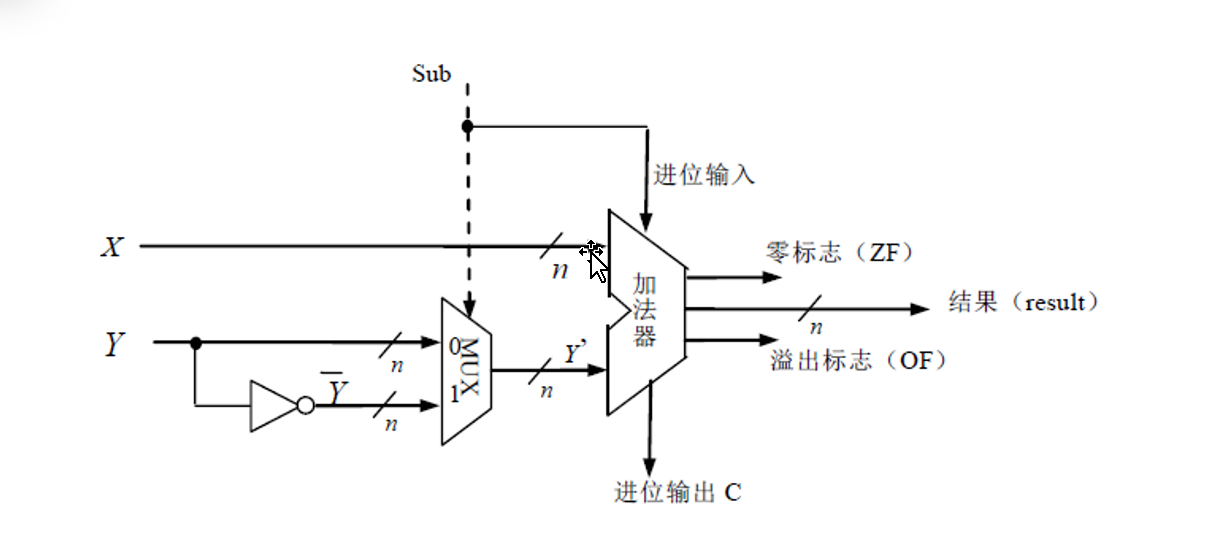 Sub
进位输入
X
n
零标志（ZF）
加法器
结果（result）
n
Y
n
0
MUX
1
Y’
n
溢出标志（OF）
Y̅
n
进位输出 C